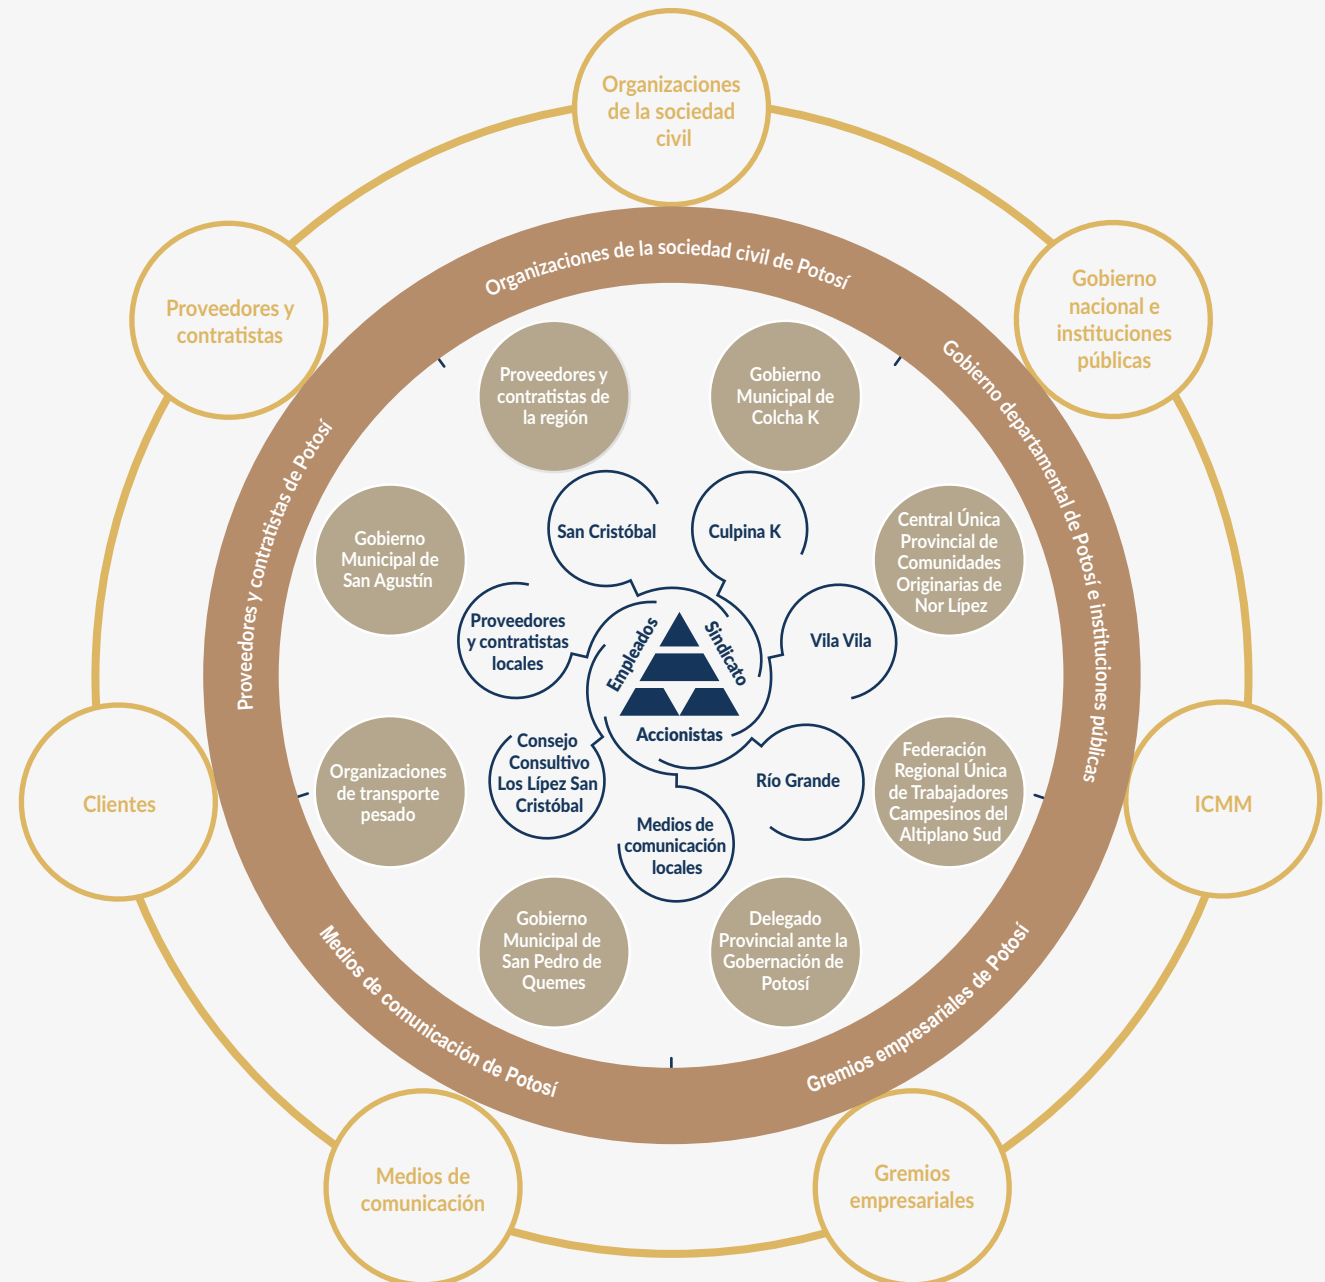 Organizaciones
de la sociedad
civil
Gobierno
nacional e
instituciones
públicas
Proveedores y
contratistas
Organizaciones de la sociedad civil de Potosí
Gobierno departamental de Potosí e instituciones públicas
Proveedores y contratistas de Potosí
Proveedores y
contratistas de
la región
Gobierno
Municipal de
Colcha K
Gobierno
Municipal de
San Agustín
San Cristóbal
Culpina K
Central Única
Provincial de
Comunidades
Originarias de
Nor Lípez
Proveedores
y contratistas
locales
Empleados
Sindicato
Accionistas
Vila Vila
Organizaciones
de transporte
pesado
Consejo
Consultivo
Los Lípez San
Cristóbal
Río Grande
Federación
Regional Única
de Trabajadores
Campesinos del
Altiplano Sud
Medios de
comunicación
locales
Clientes
ICMM
Gobierno
Municipal de
San Pedro de
Quemes
Delegado
Provincial ante la
Gobernación de
Potosí
Medios de comunicación de Potosí
Gremios empresariales de Potosí
Medios de
comunicación
Gremios
empresariales